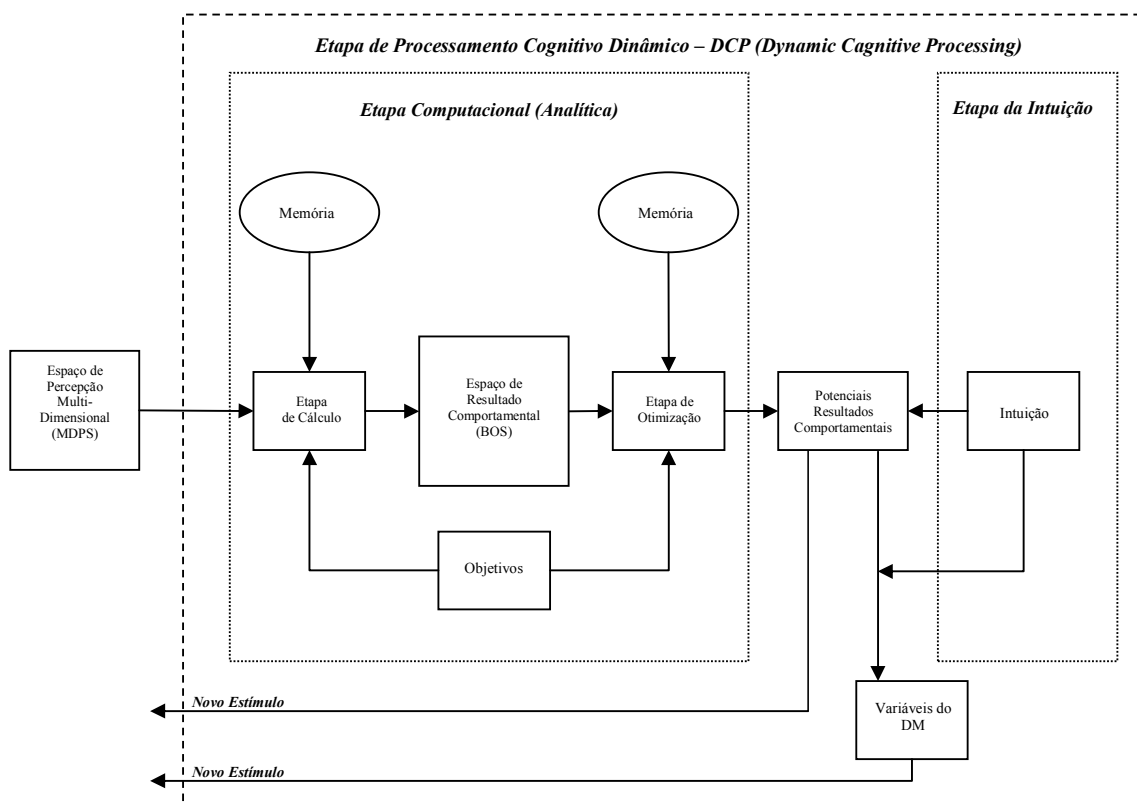 Etapa de Processamento Cognitivo Dinâmico – DCP (Dynamic Cagnitive Processing)
Etapa Computacional (Analítica)
Etapa da Intuição
Memória
Memória
Espaço de
Percepção
Multi-
Dimensional
(MDPS)
Etapa
de Cálculo
Espaço de
Resultado
Comportamental
(BOS)
Etapa de
Otimização
Potenciais
Resultados
Comportamentais
Intuição
Objetivos
Novo Estímulo
Variáveis do
DM
Novo Estímulo